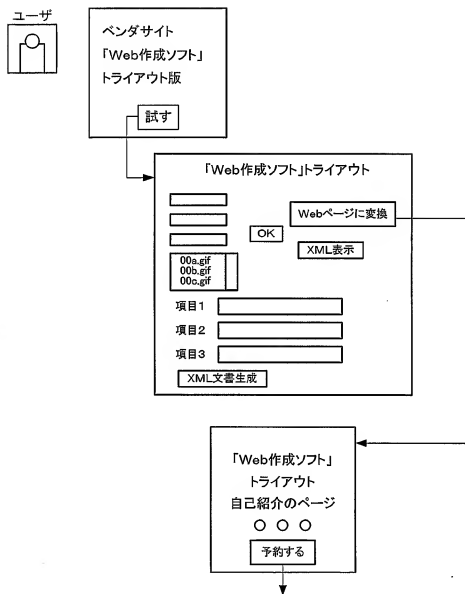 ユーザ
ベンダサイト
「Web作成ソフト」
トライアウト版
試す
「Web作成ソフト」トライアウト
Webページに変換
OK
XML表示
00a.gif
00b.gif
00c.gif
項目1
項目2
項目3
XML文書生成
「Web作成ソフト」
トライアウト
自己紹介のページ
○ ○ ○
予約する